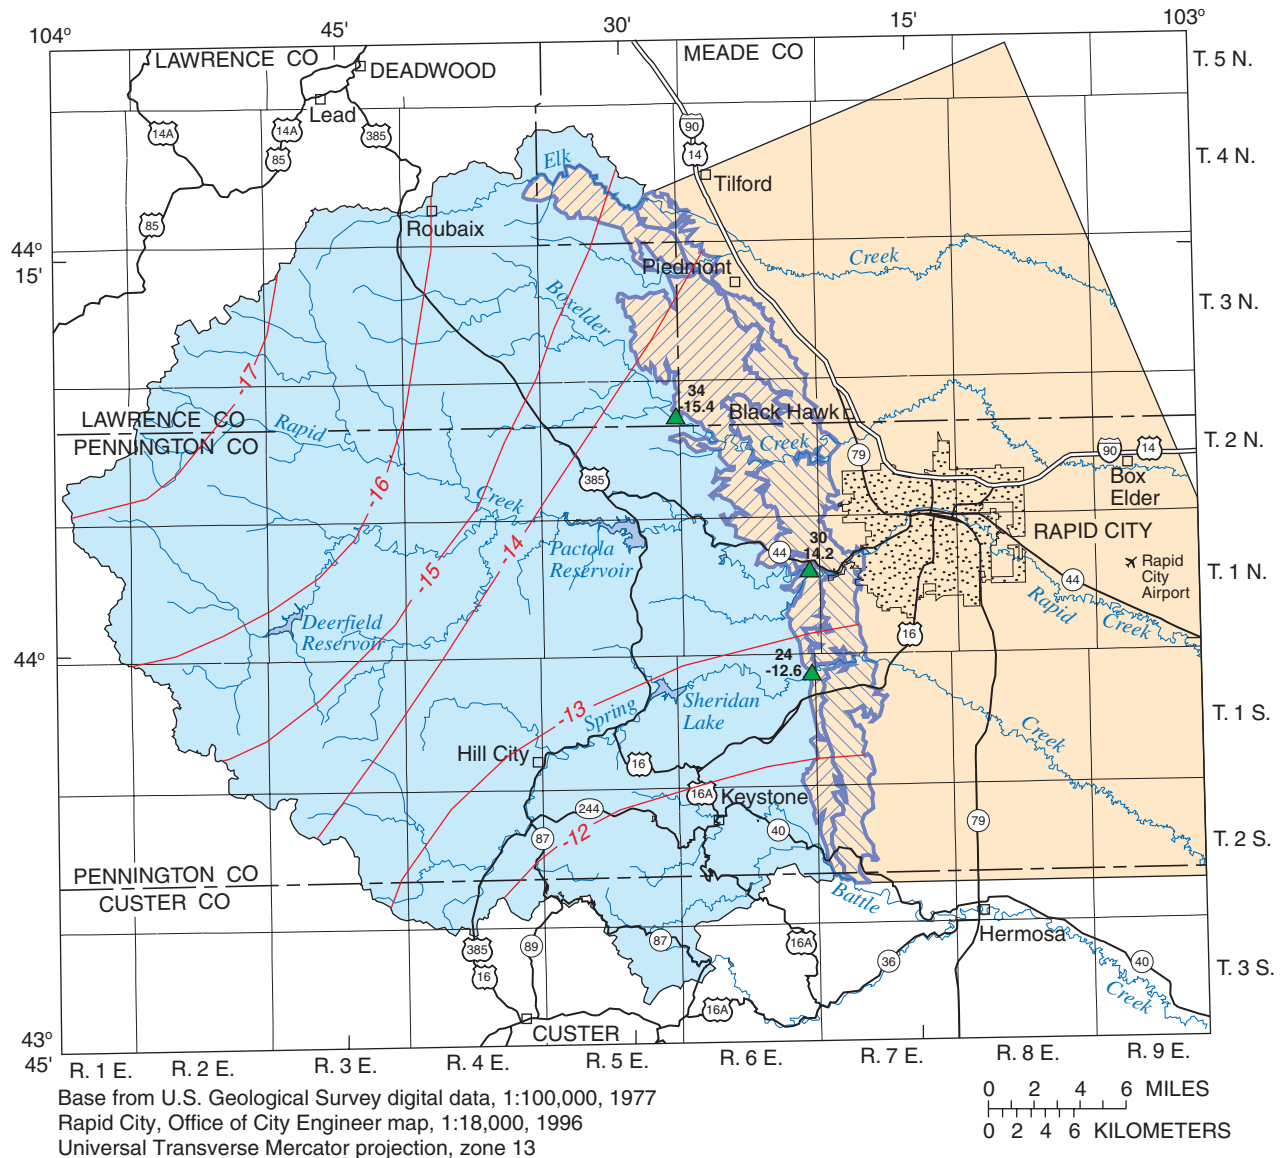 104°
45'
30'
15'
103°
LAWRENCE CO
MEADE CO
T. 5 N.
DEADWOOD
Lead
90
14A
14A
385
14
85
T. 4 N.
Elk
Tilford
85
Roubaix
44°
15'
Creek
Piedmont
Boxelder
T. 3 N.
-17
34
-15.4
Black Hawk
LAWRENCE CO
PENNINGTON CO
Rapid
Creek
T. 2 N.
79
90
14
Box
Elder
385
-16
Creek
RAPID CITY
30
14.2
Pactola
Reservoir
-14
44
Rapid
City
Airport
T. 1 N.
-15
44
Rapid
Creek
Deerfield
Reservoir
16
44°
24
-12.6
Sheridan
Lake
-13
Spring
T. 1 S.
Creek
Hill City
16
16A
Keystone
244
40
79
87
-12
T. 2 S.
PENNINGTON CO
CUSTER CO
Battle
Hermosa
385
89
87
16A
36
40
T. 3 S.
16
Creek
16A
CUSTER
43°
45'
R. 1 E.
R. 2 E.
R. 3 E.
R. 4 E.
R. 5 E.
R. 6 E.
R. 7 E.
R. 8 E.
R. 9 E.
Base from U.S. Geological Survey digital data, 1:100,000, 1977
Rapid City, Office of City Engineer map, 1:18,000, 1996
Universal Transverse Mercator projection, zone 13
0 2 4 6 MILES
0 2 4 6 KILOMETERS